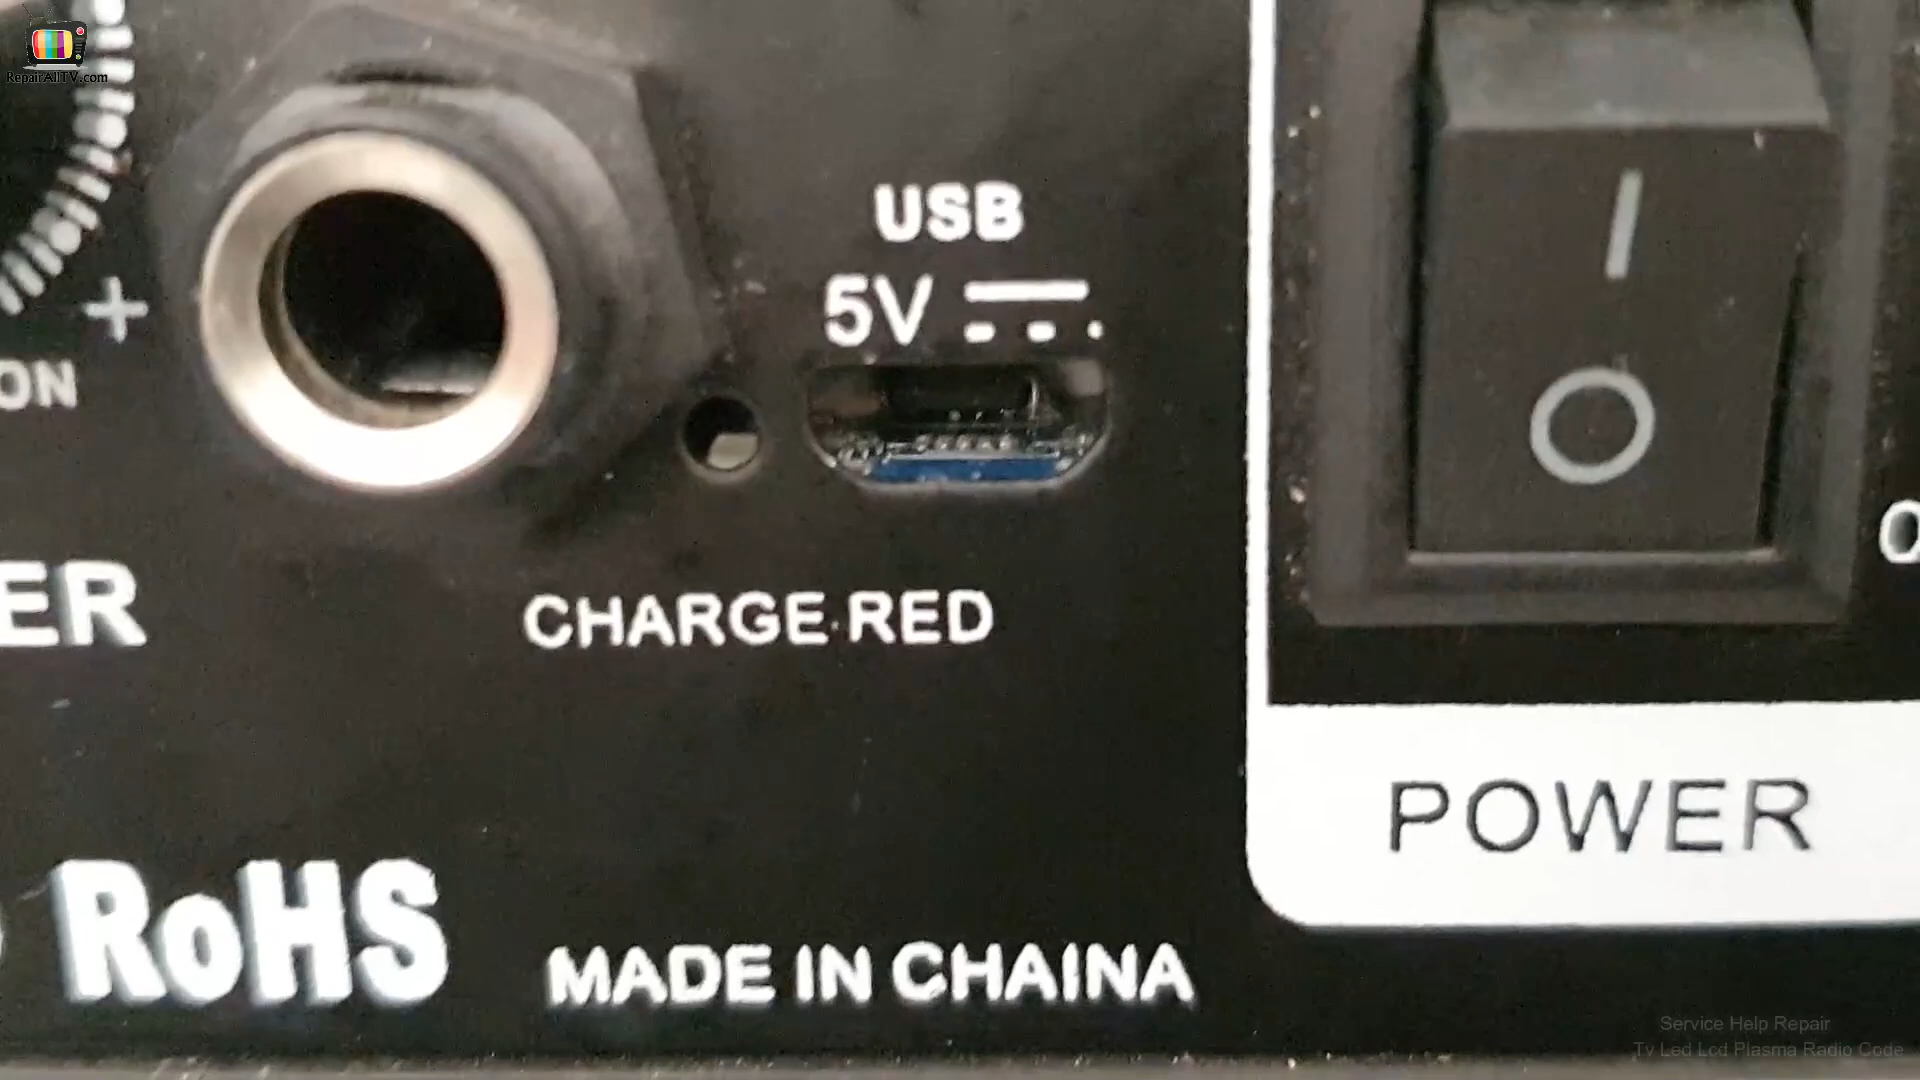 RepairAllTV.com
USB
5V
I
O
+
ON
ER
CHARGE RED
POWER
RoHS
MADE IN CHAINA
Service Help Repair
Tv Led Lcd Plasma Radio Code